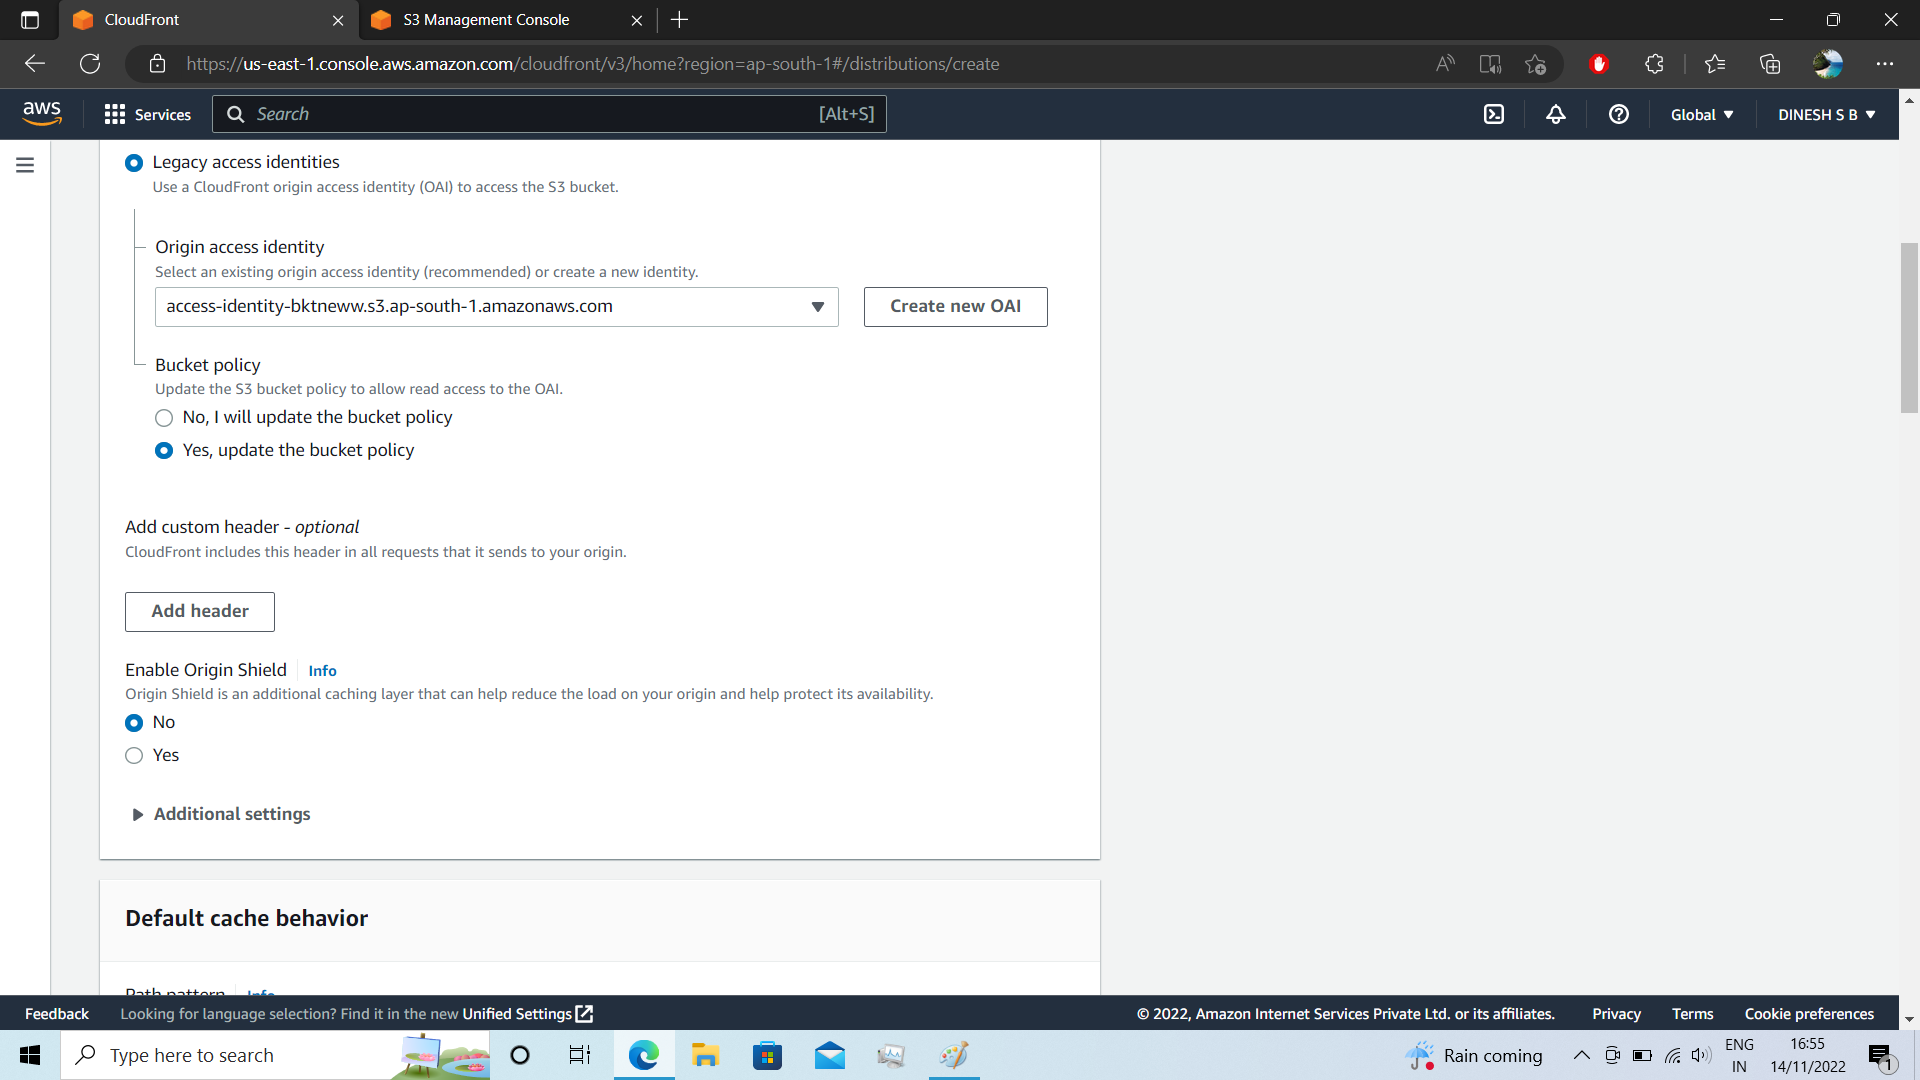 CloudFront
S3 Management Console
https://us-east-1.console.aws.amazon.com/cloudfront/v3/home?region=ap-south-1#/distributions/create
aws
Services
Search
[Alt+S]
Global
DINESH S B
Legacy access identities
Use a CloudFront origin access identity (OAI) to access the S3 bucket.
Origin access identity
Select an existing origin access identity (recommended) or create a new identity.
access-identity-bktneww.s3.ap-south-1.amazonaws.com
Create new OAI
Bucket policy
Update the S3 bucket policy to allow read access to the OAI.
No, I will update the bucket policy
Yes, update the bucket policy
Add custom header - optional
CloudFront includes this header in all requests that it sends to your origin.
Add header
Enable Origin Shield
Info
Origin Shield is an additional caching layer that can help reduce the load on your origin and help protect its availability.
No
Yes
Additional settings
Default cache behavior
Path pattern
Info
Feedback
Looking for language selection? Find it in the new Unified Settings
© 2022, Amazon Internet Services Private Ltd. or its affiliates.
Privacy
Terms
Cookie preferences
Type here to search
Rain coming
ENG
IN
16:55
14/11/2022
1